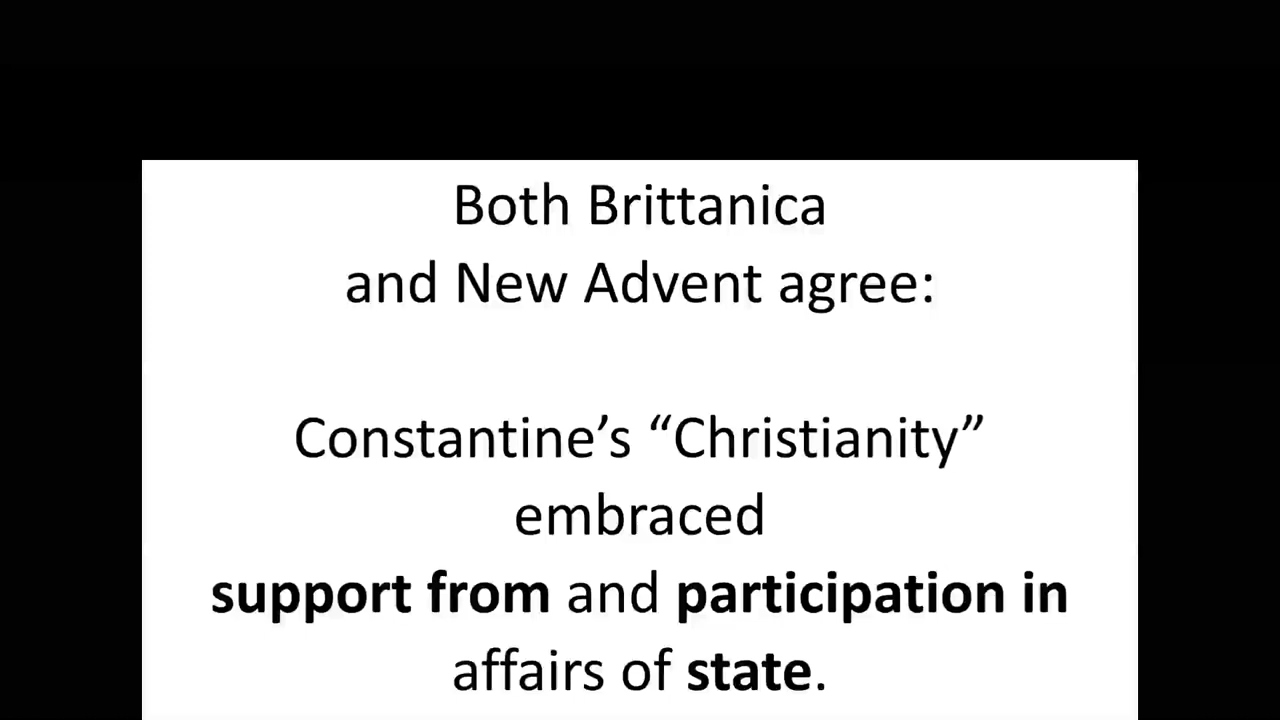 Both Brittanica
and New Advent agree:
Constantine’s “Christianity”
embraced
support from and participation in
affairs of state.